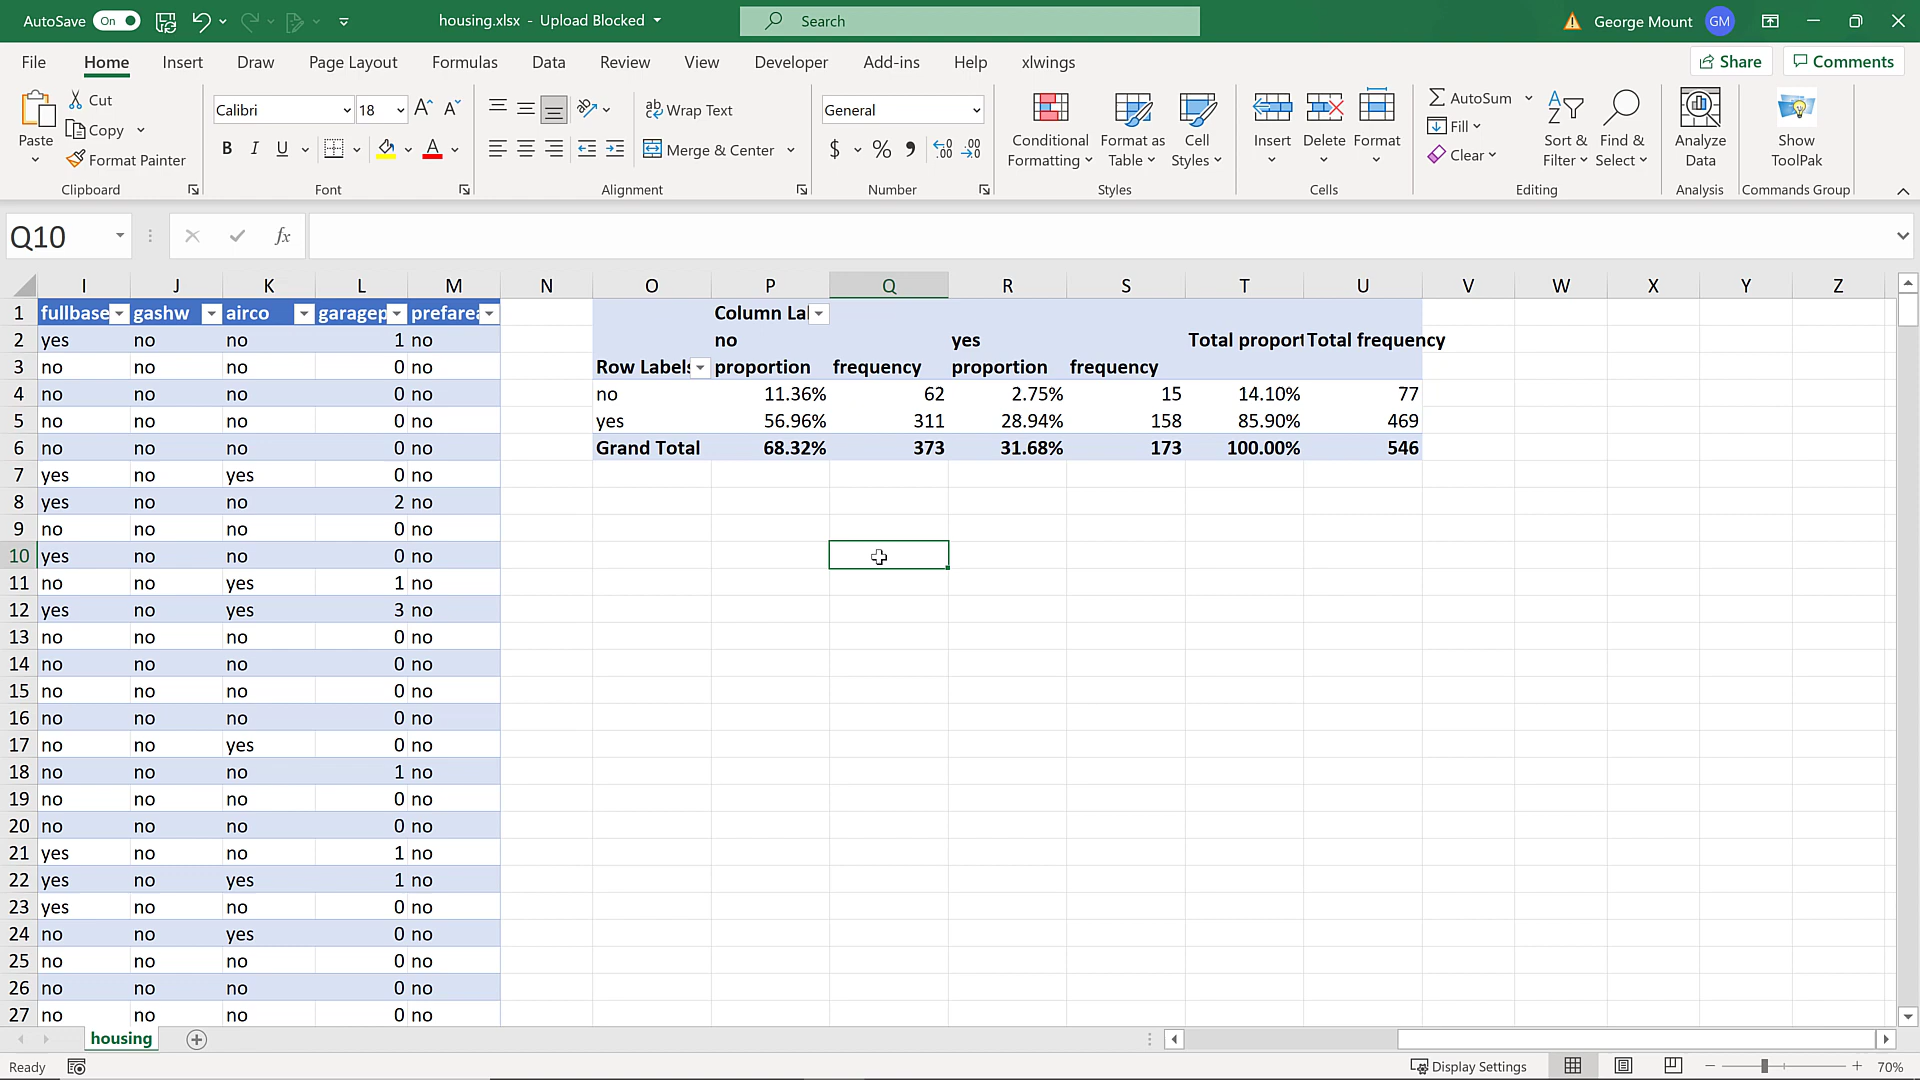 AutoSave On housing.xlsx - Upload Blocked Search George Mount GM
File Home Insert Draw Page Layout Formulas Data Review View Developer Add-ins Help xlwings Share Comments
Paste Cut Copy Format Painter
Clipboard
Calibri 18
B I U A
Font
ab Wrap Text
Merge & Center
Alignment
General
$ % 9 .00 .00
Number
Conditional Formatting
Format as Table
Cell Styles
Styles
Insert Delete Format
Cells
AutoSum
Fill
Clear
Sort & Filter
Find & Select
Editing
Analyze Data
Analysis
Show ToolPak
Commands Group
Q10 fx
I J K L M N O P Q R S T U V W X Y Z
1 fullbase gashw airco garagep prefarea Column La
2 yes no no 1 no no yes Total proport Total frequency
3 no no no 0 no Row Labels proportion frequency proportion frequency
4 no no no 0 no no 11.36% 62 2.75% 15 14.10% 77
5 no no no 0 no yes 56.96% 311 28.94% 158 85.90% 469
6 no no no 0 no Grand Total 68.32% 373 31.68% 173 100.00% 546
7 yes no yes 0 no
8 yes no no 2 no
9 no no no 0 no
10 yes no no 0 no
11 no no yes 1 no
12 yes no yes 3 no
13 no no no 0 no
14 no no no 0 no
15 no no no 0 no
16 no no no 0 no
17 no no yes 0 no
18 no no no 1 no
19 no no no 0 no
20 no no no 0 no
21 yes no no 1 no
22 yes no yes 1 no
23 yes no no 0 no
24 no no yes 0 no
25 no no no 0 no
26 no no no 0 no
27 no no no 0 no
housing
Ready Display Settings 70%